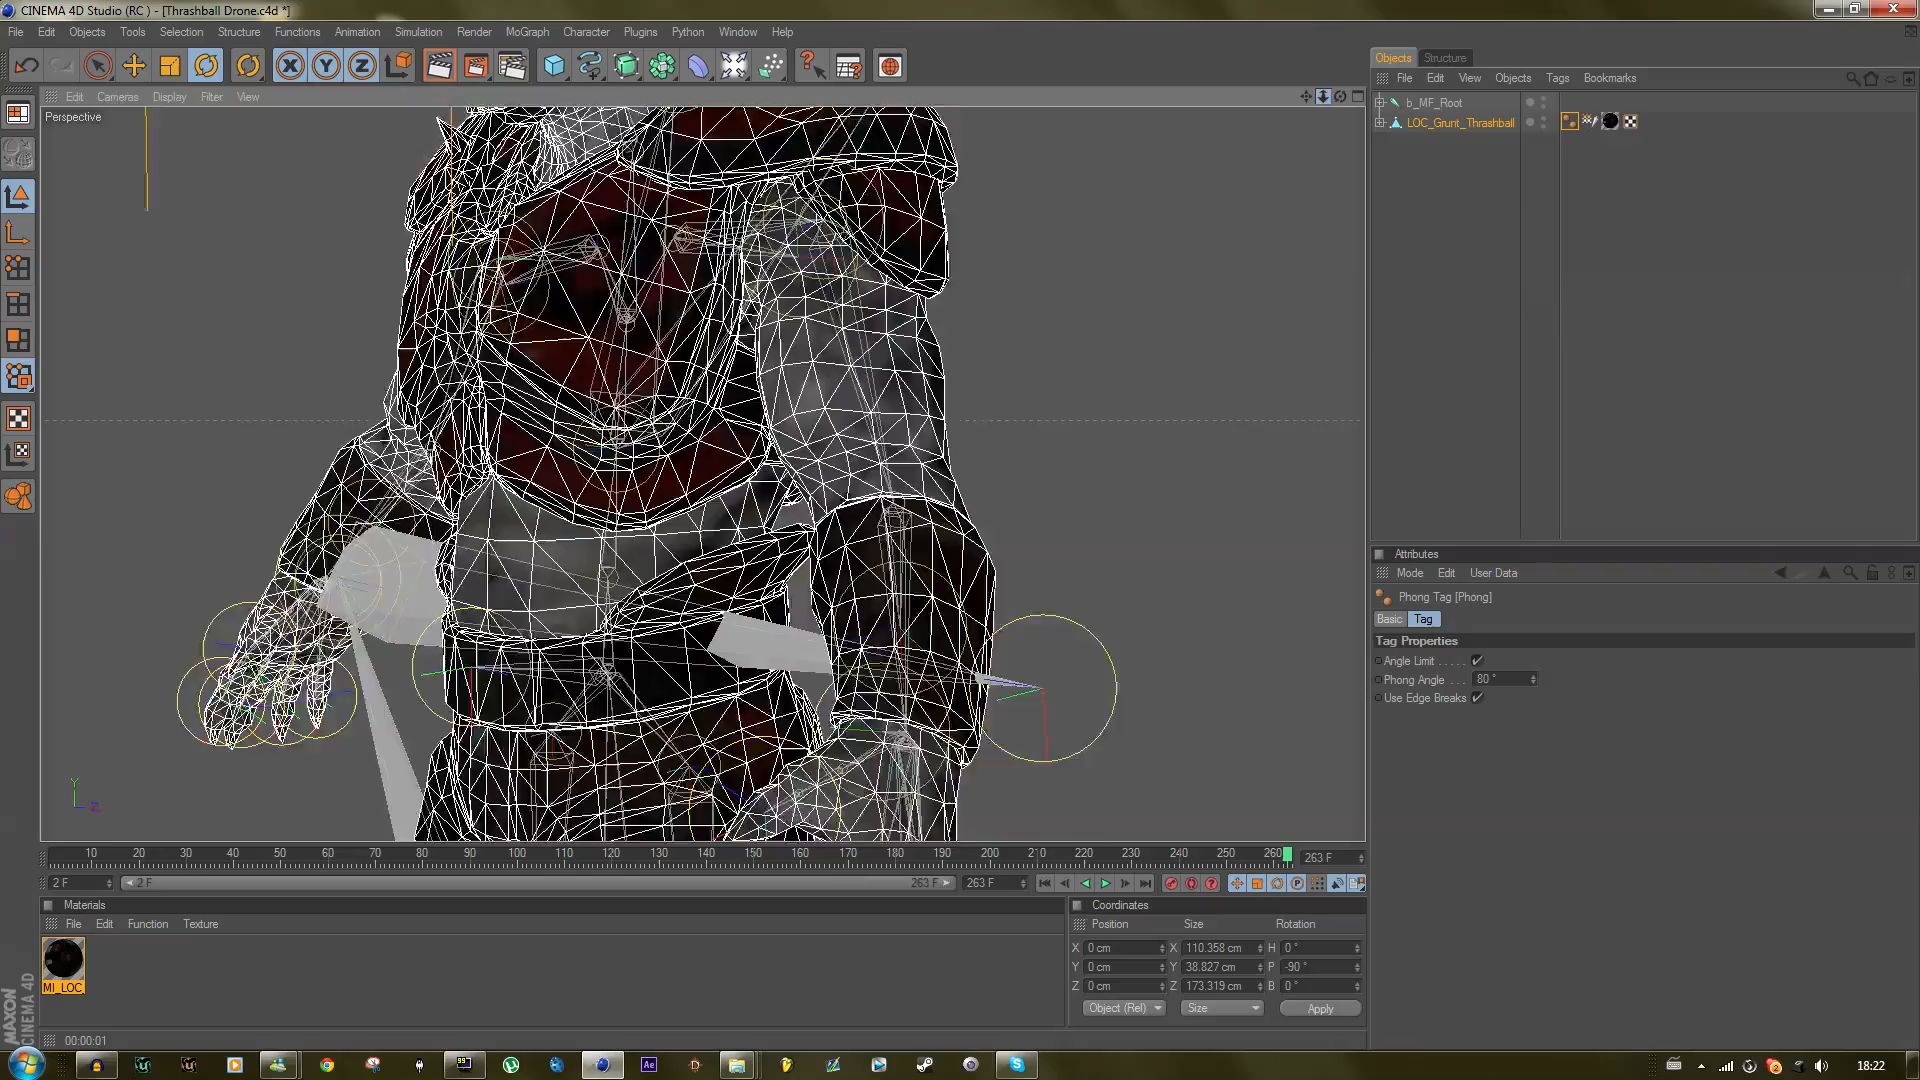 CINEMA 4D Studio (RC ) - [Thrashball Drone.c4d *]
File Edit Objects Tools Selection Structure Functions Animation Simulation Render MoGraph Character Plugins Python Window Help
X Y Z
Edit Cameras Display Filter View
Perspective
Y
Z
Objects Structure
File Edit View Objects Tags Bookmarks
b_MF_Root
LOC_Grunt_Thrashball
Attributes
Mode Edit User Data
Phong Tag [Phong]
Basic Tag
Tag Properties
Angle Limit . . . . .
Phong Angle . . . 80 °
Use Edge Breaks
10 20 30 40 50 60 70 80 90 100 110 120 130 140 150 160 170 180 190 200 210 220 230 240 250 260 263 F
2 F 2 F 263 F 263 F
Materials
File Edit Function Texture
MI_LOC
Coordinates
Position Size Rotation
X 0 cm X 110.358 cm H 0 °
Y 0 cm Y 38.827 cm P -90 °
Z 0 cm Z 173.319 cm B 0 °
Object (Rel) Size Apply
MAXON
CINEMA 4D
00:00:01
99
Ae
18:22